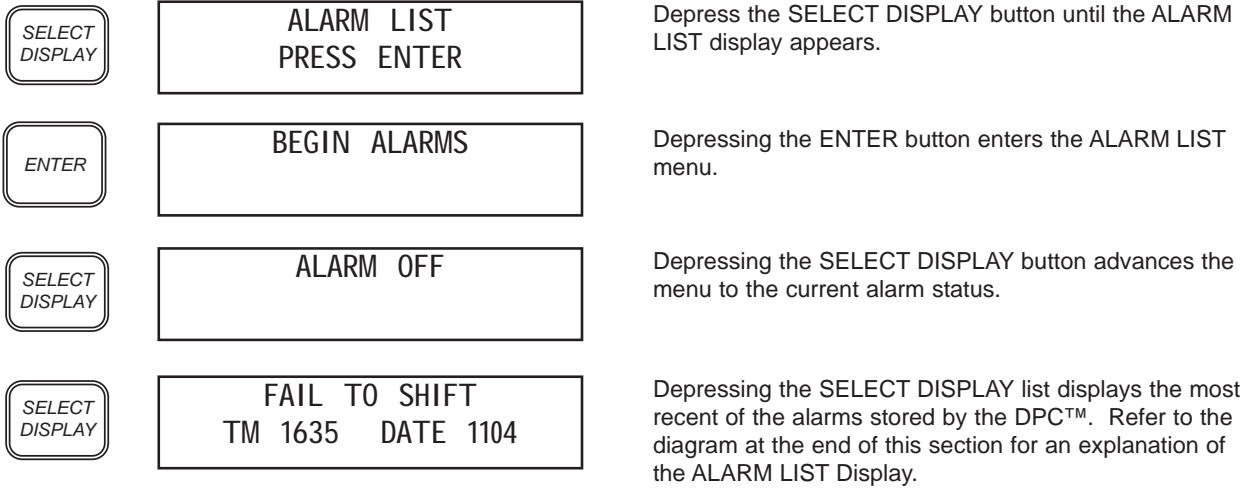 SELECT
DISPLAY
ALARM LIST
PRESS ENTER
Depress the SELECT DISPLAY button until the ALARM
LIST display appears.
ENTER
BEGIN ALARMS
Depressing the ENTER button enters the ALARM LIST
menu.
SELECT
DISPLAY
ALARM OFF
Depressing the SELECT DISPLAY button advances the
menu to the current alarm status.
SELECT
DISPLAY
FAIL TO SHIFT
TM 1635 DATE 1104
Depressing the SELECT DISPLAY list displays the most
recent of the alarms stored by the DPC™. Refer to the
diagram at the end of this section for an explanation of
the ALARM LIST Display.